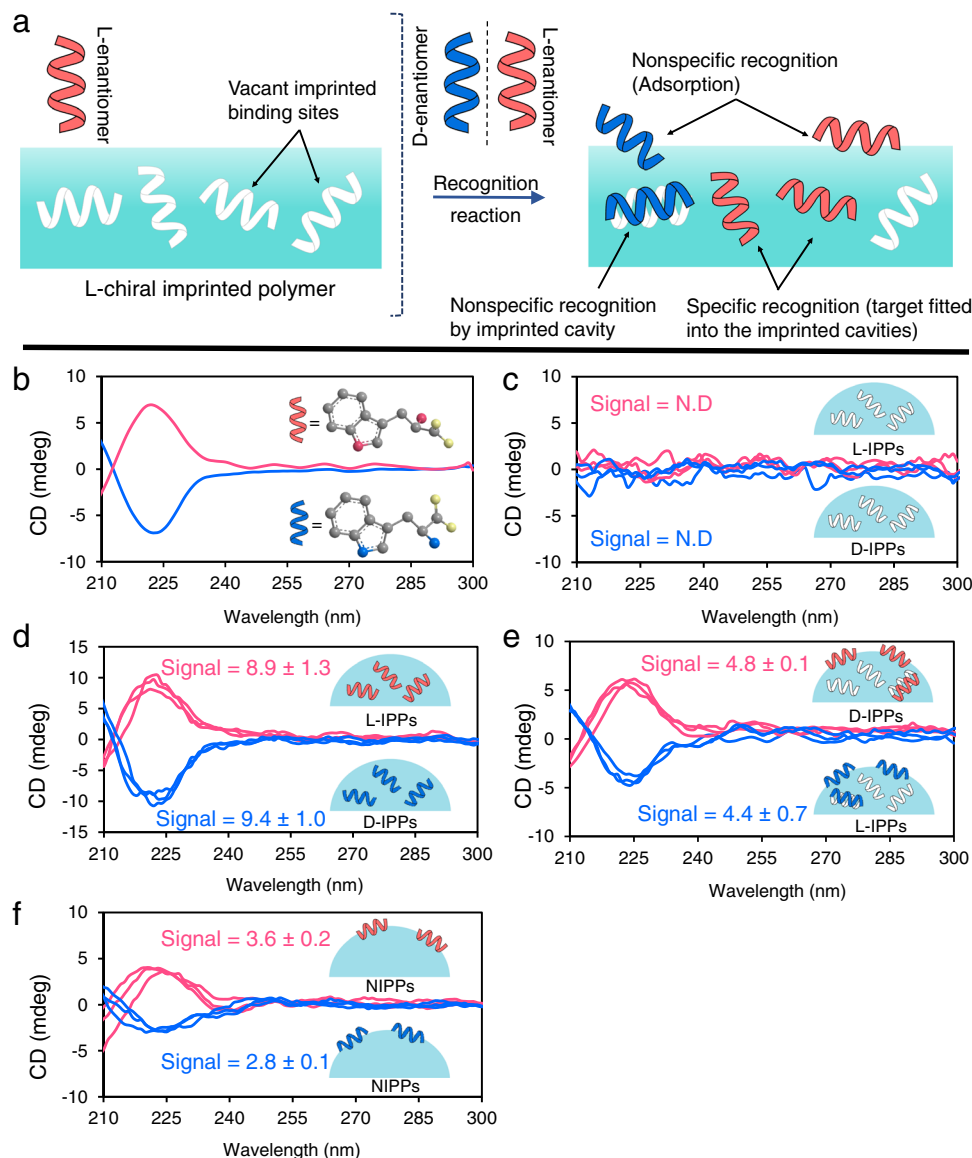 a
L-enantiomer
Vacant imprinted
binding sites
L-chiral imprinted polymer
D-enantiomer
L-enantiomer
Recognition
reaction
Nonspecific recognition
(Adsorption)
Nonspecific recognition
by imprinted cavity
Specific recognition (target fitted
into the imprinted cavities)
b
10
5
0
-5
-10
210 225 240 255 270 285 300
CD (mdeg)
Wavelength (nm)
=
=
c
10
5
0
-5
-10
210 225 240 255 270 285 300
CD (mdeg)
Wavelength (nm)
Signal = N.D
L-IPPs
Signal = N.D
D-IPPs
d
15
10
5
0
-5
-10
-15
210 225 240 255 270 285 300
CD (mdeg)
Wavelength (nm)
Signal = 8.9 ± 1.3
L-IPPs
Signal = 9.4 ± 1.0
D-IPPs
e
10
5
0
-5
-10
210 225 240 255 270 285 300
CD (mdeg)
Wavelength (nm)
Signal = 4.8 ± 0.1
D-IPPs
Signal = 4.4 ± 0.7
L-IPPs
f
10
5
0
-5
-10
210 225 240 255 270 285 300
CD (mdeg)
Wavelength (nm)
Signal = 3.6 ± 0.2
NIPPs
Signal = 2.8 ± 0.1
NIPPs